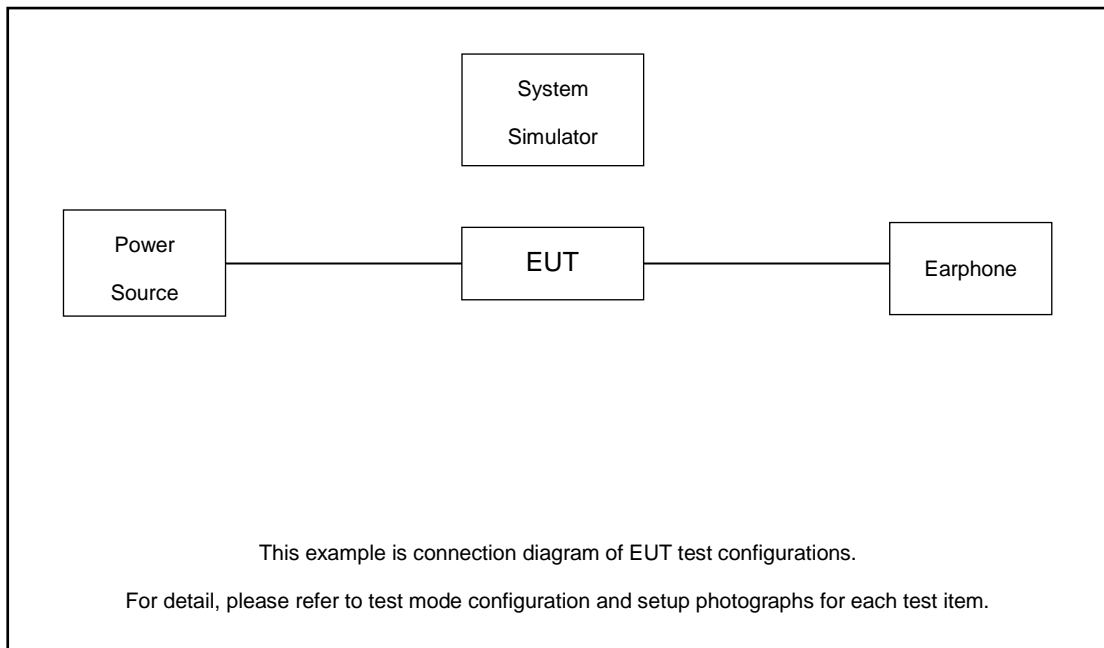 System
Simulator
Power
Source
EUT
Earphone
This example is connection diagram of EUT test configurations.
For detail, please refer to test mode configuration and setup photographs for each test item.